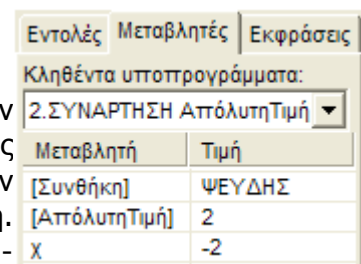 Εντολές Μεταβλητές Εκφράσεις
Κληθέντα υποπρογράμματα:
ν 2.ΣΥΝΑΡΤΗΣΗ ΑπόλυτηΤιμή
ς Μεταβλητή Τιμή
ν [Συνθήκη] ΨΕΥΔΗΣ
. [ΑπόλυτηΤιμή] 2
- χ -2